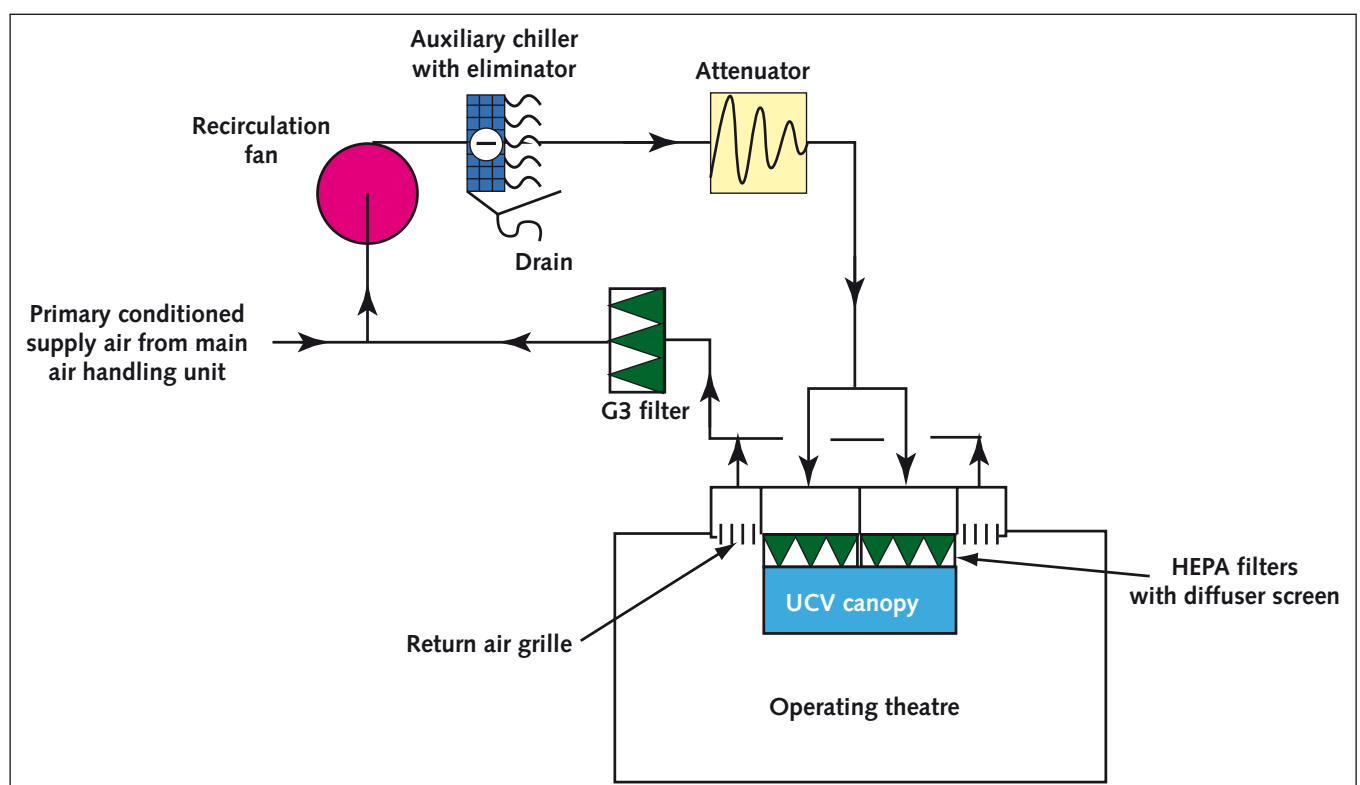 Auxiliary chiller
with eliminator
Attenuator
Recirculation
fan
Drain
Primary conditioned
supply air from main
air handling unit
G3 filter
HEPA filters
with diffuser screen
UCV canopy
Return air grille
Operating theatre